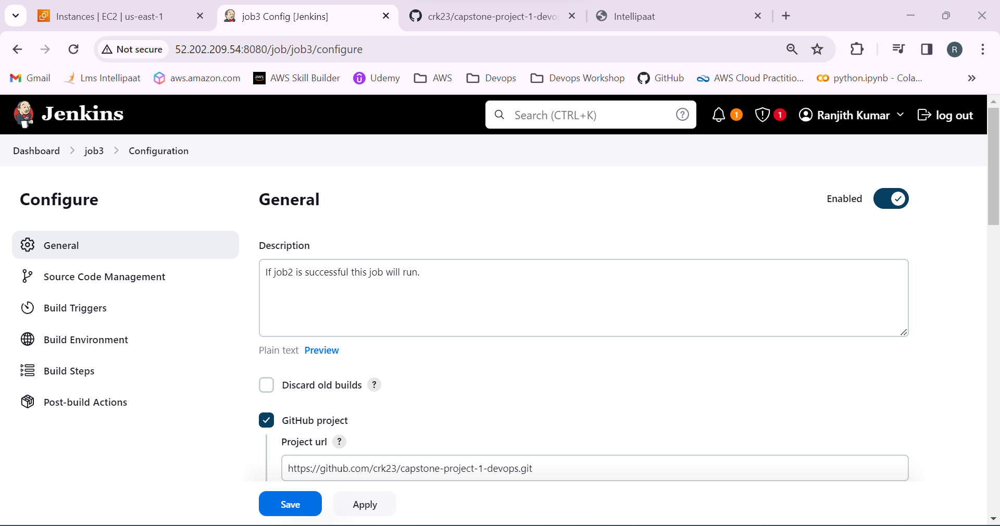 Instances | EC2 | us-east-1
job3 Config [Jenkins]
crk23/capstone-project-1-devo
Intellipaat
Not secure
52.202.209.54:8080/job/job3/configure
R
Gmail
Lms Intellipaat
aws.amazon.com
aws
AWS Skill Builder
Udemy
AWS
Devops
Devops Workshop
GitHub
AWS Cloud Practitio...
python.ipynb - Cola...
Jenkins
Search (CTRL+K)
?
1
1
Ranjith Kumar
log out
Dashboard
job3
Configuration
Configure
General
Source Code Management
Build Triggers
Build Environment
Build Steps
Post-build Actions
General
Enabled
Description
If job2 is successful this job will run.
Plain text Preview
Discard old builds ?
GitHub project
Project url ?
https://github.com/crk23/capstone-project-1-devops.git
Save
Apply